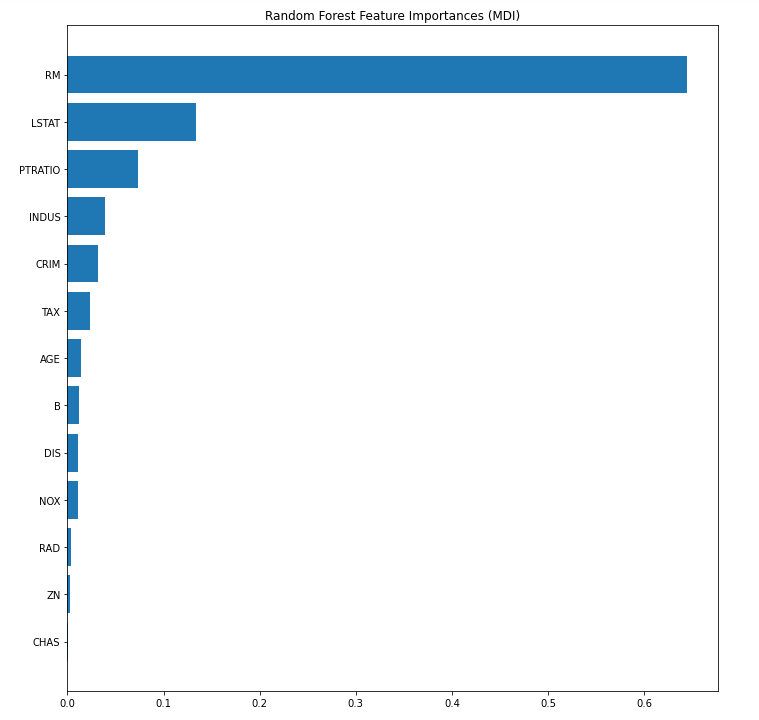 Random Forest Feature Importances (MDI)
RM
LSTAT
PTRATIO
INDUS
CRIM
TAX
AGE
B
DIS
NOX
RAD
ZN
CHAS
0.0 0.1 0.2 0.3 0.4 0.5 0.6